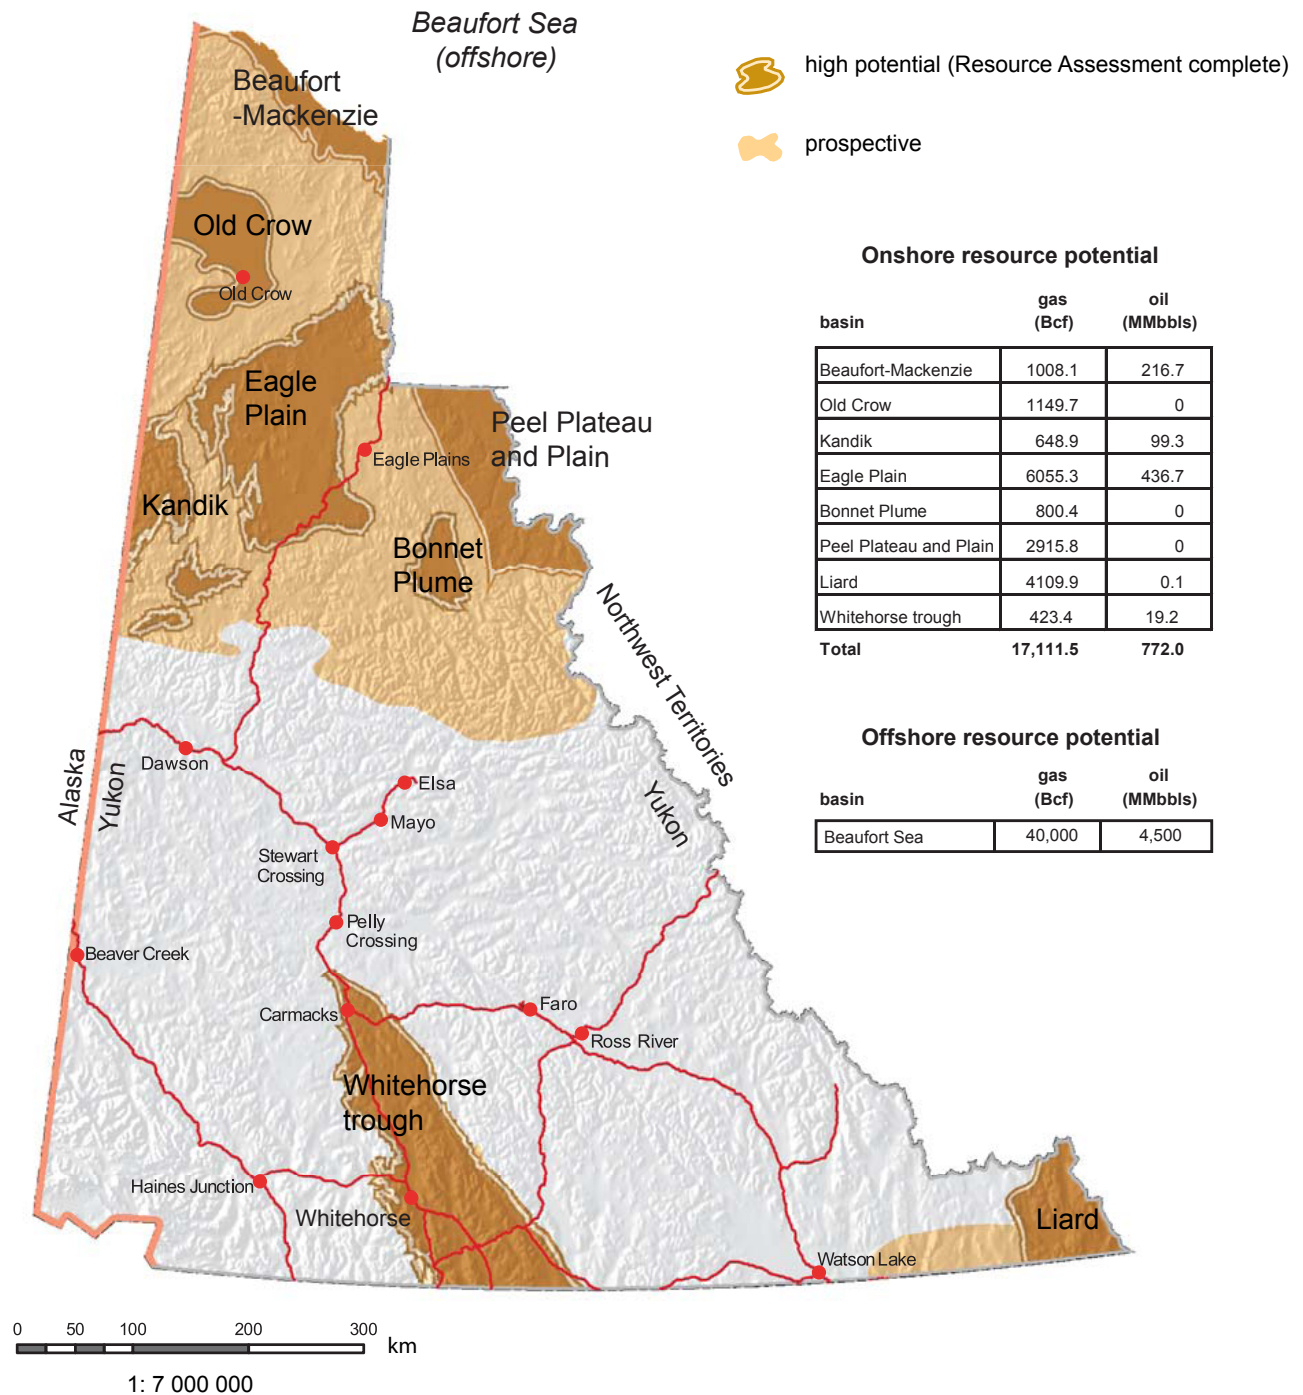 Beaufort Sea
(offshore)
high potential (Resource Assessment complete)
prospective
Beaufort
-Mackenzie
Old Crow
Old Crow
Eagle
Plain
Peel Plateau
and Plain
Eagle Plains
Kandik
Bonnet
Plume
Northwest Territories
Yukon
Alaska
Yukon
Dawson
Elsa
Mayo
Stewart
Crossing
Pelly
Crossing
Beaver Creek
Carmacks
Faro
Ross River
Whitehorse
trough
Haines Junction
Whitehorse
Watson Lake
Liard
Onshore resource potential
basin gas (Bcf) oil (MMbbls)
Beaufort-Mackenzie 1008.1 216.7
Old Crow 1149.7 0
Kandik 648.9 99.3
Eagle Plain 6055.3 436.7
Bonnet Plume 800.4 0
Peel Plateau and Plain 2915.8 0
Liard 4109.9 0.1
Whitehorse trough 423.4 19.2
Total 17,111.5 772.0
Offshore resource potential
basin gas (Bcf) oil (MMbbls)
Beaufort Sea 40,000 4,500
0 50 100 200 300 km
1: 7 000 000